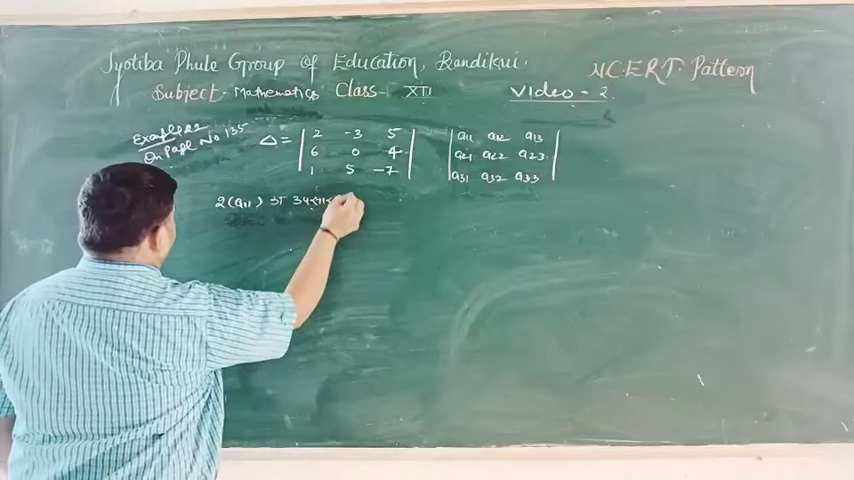 Jyotiba Phule Group of Education, Bandikui.
NCERT. Pattern
Subject- Mathematics Class- XII
Video - 2.
Example 22
On Page No 135
Δ = | 2 -3 5 | | a11 a12 a13 |
| 6 0 4 | | a21 a22 a23 |
| 1 5 -7 | | a31 a32 a33 |
2(a11)